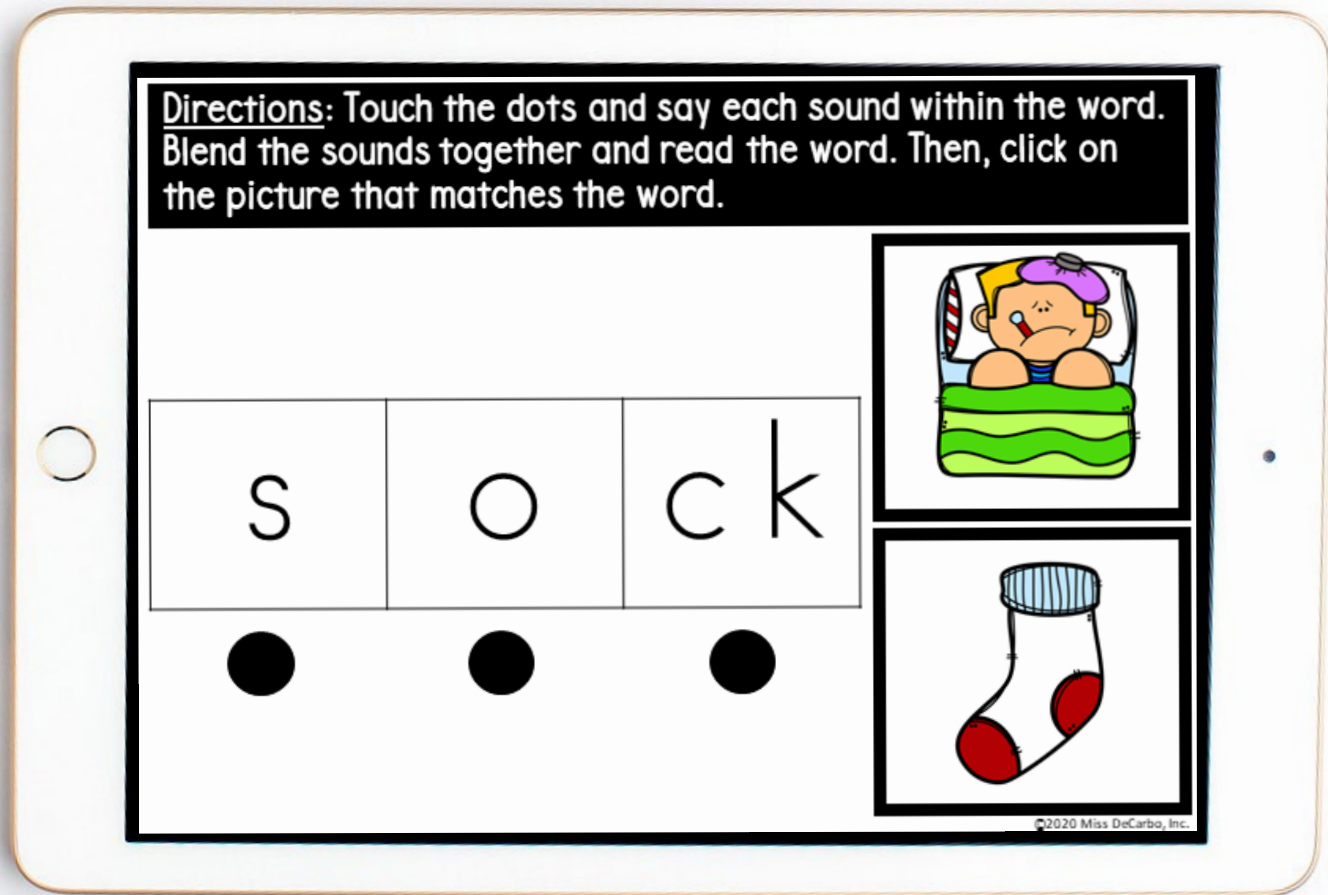 Directions: Touch the dots and say each sound within the word.
Blend the sounds together and read the word. Then, click on
the picture that matches the word.
s o ck
©2020 Miss DeCarbo, Inc.